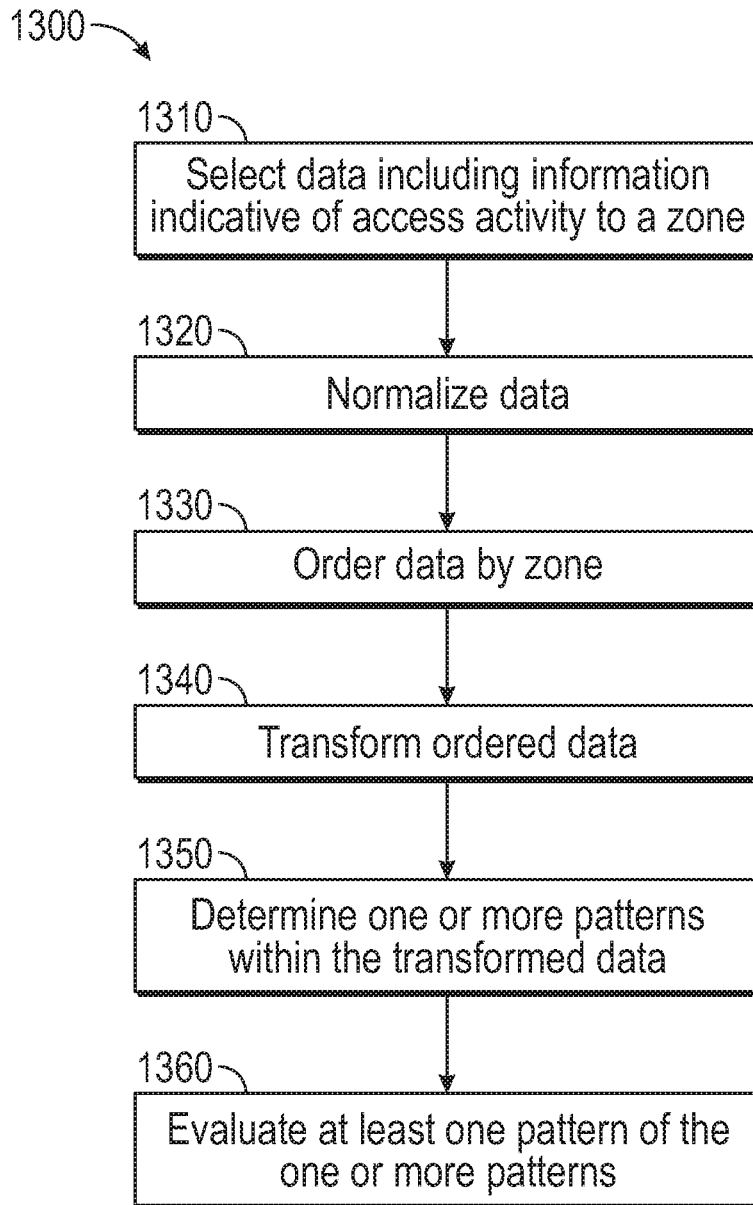 1300
1310
Select data including information
indicative of access activity to a zone
1320
Normalize data
1330
Order data by zone
1340
Transform ordered data
1350
Determine one or more patterns
within the transformed data
1360
Evaluate at least one pattern of the
one or more patterns